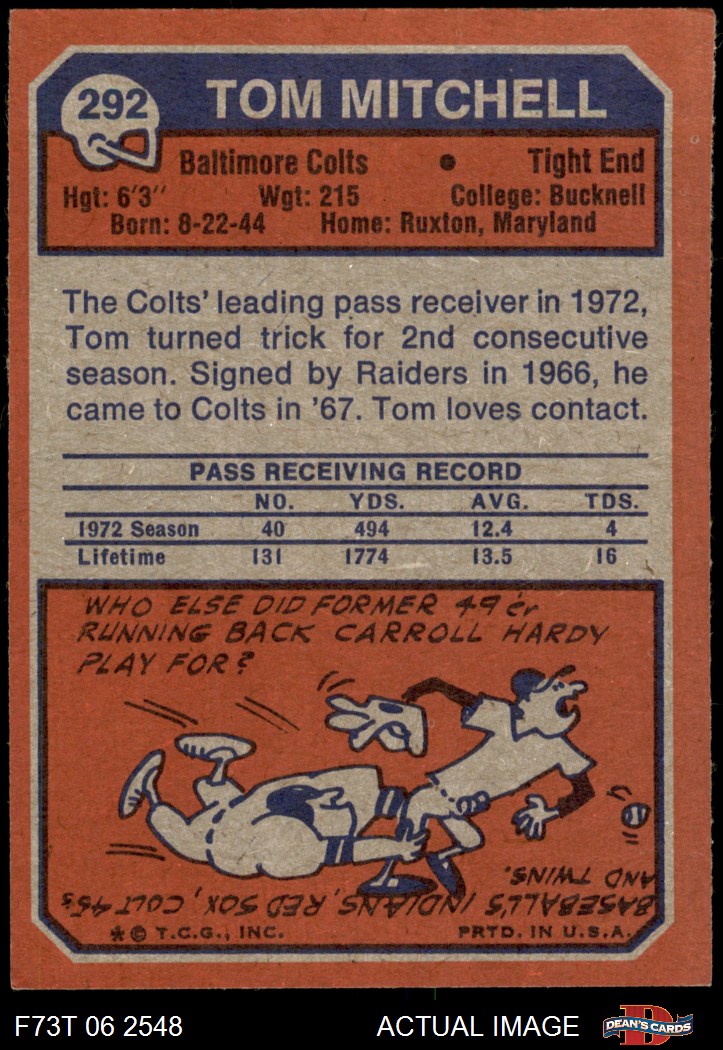 292
TOM MITCHELL
Baltimore Colts • Tight End
Hgt: 6'3" Wgt: 215 College: Bucknell
Born: 8-22-44 Home: Ruxton, Maryland
The Colts' leading pass receiver in 1972,
Tom turned trick for 2nd consecutive
season. Signed by Raiders in 1966, he
came to Colts in '67. Tom loves contact.
PASS RECEIVING RECORD
NO. YDS. AVG. TDS.
1972 Season 40 494 12.4 4
Lifetime 131 1774 13.5 16
WHO ELSE DID FORMER 49'er
RUNNING BACK CARROLL HARDY
PLAY FOR?
BASEBALL'S INDIANS, RED SOX, COLT 45's
AND TWINS.
* © T.C.G., INC. PRTD. IN U.S.A.
F73T 06 2548 ACTUAL IMAGE DEAN'S CARDS